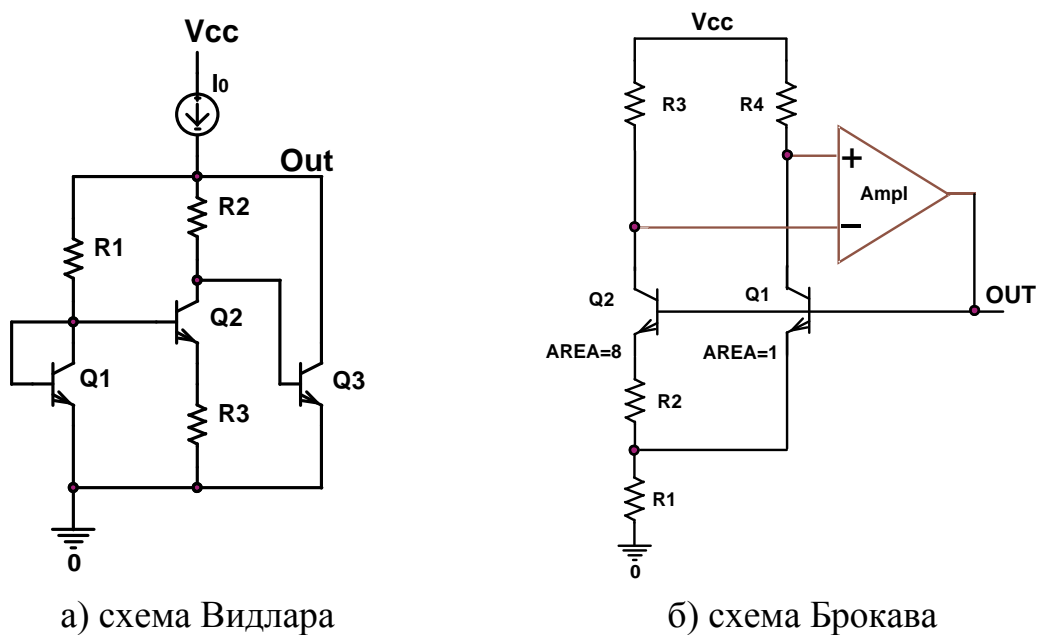 Vcc
I0
Out
R2
R1
Q2
Q1
Q3
R3
0
а) схема Видлара
Vcc
R3
R4
+
Ampl
−
Q2
Q1
OUT
AREA=8
AREA=1
R2
R1
0
б) схема Брокава